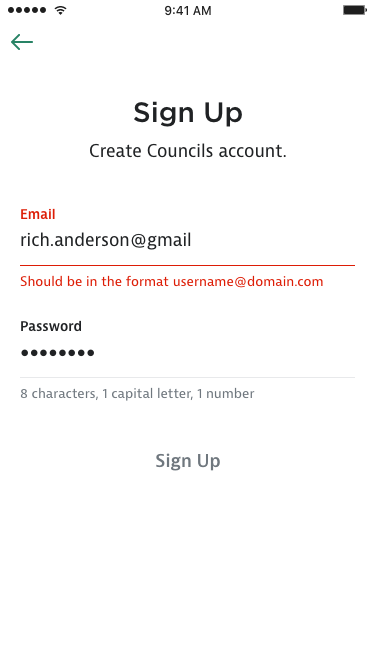 9:41 AM
Sign Up
Create Councils account.
Email
rich.anderson@gmail
Should be in the format username@domain.com
Password
●●●●●●●●
8 characters, 1 capital letter, 1 number
Sign Up